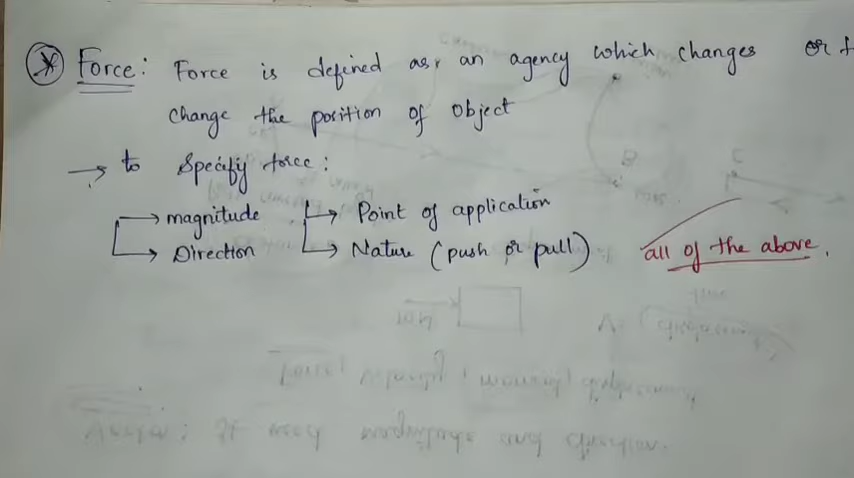 Force: Force is defined as, an agency which changes or
change the position of object
→ to Specify force:
→ magnitude → Point of application
→ Direction → Nature (push or pull) all of the above.